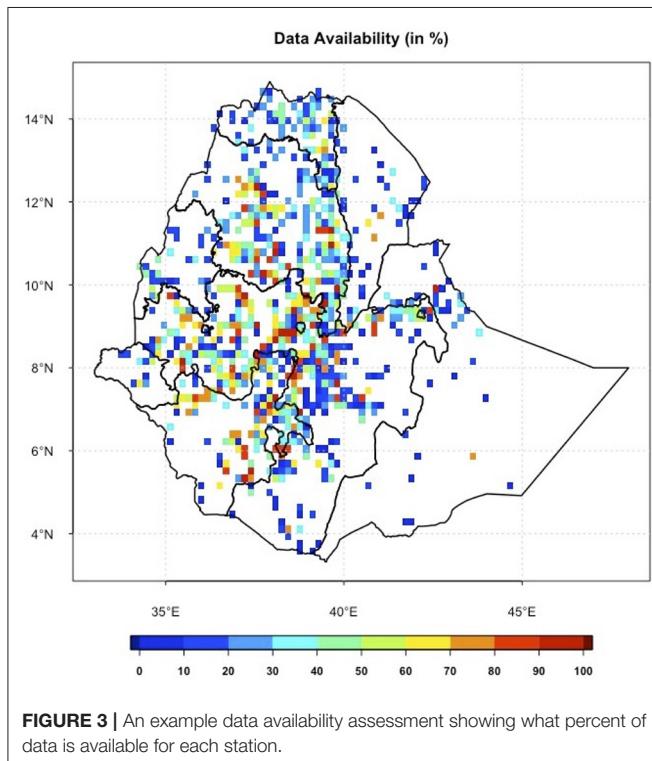 Data Availability (in %)
14°N
12°N
10°N
8°N
6°N
4°N
35°E 40°E 45°E
0 10 20 30 40 50 60 70 80 90 100
FIGURE 3 | An example data availability assessment showing what percent of
data is available for each station.